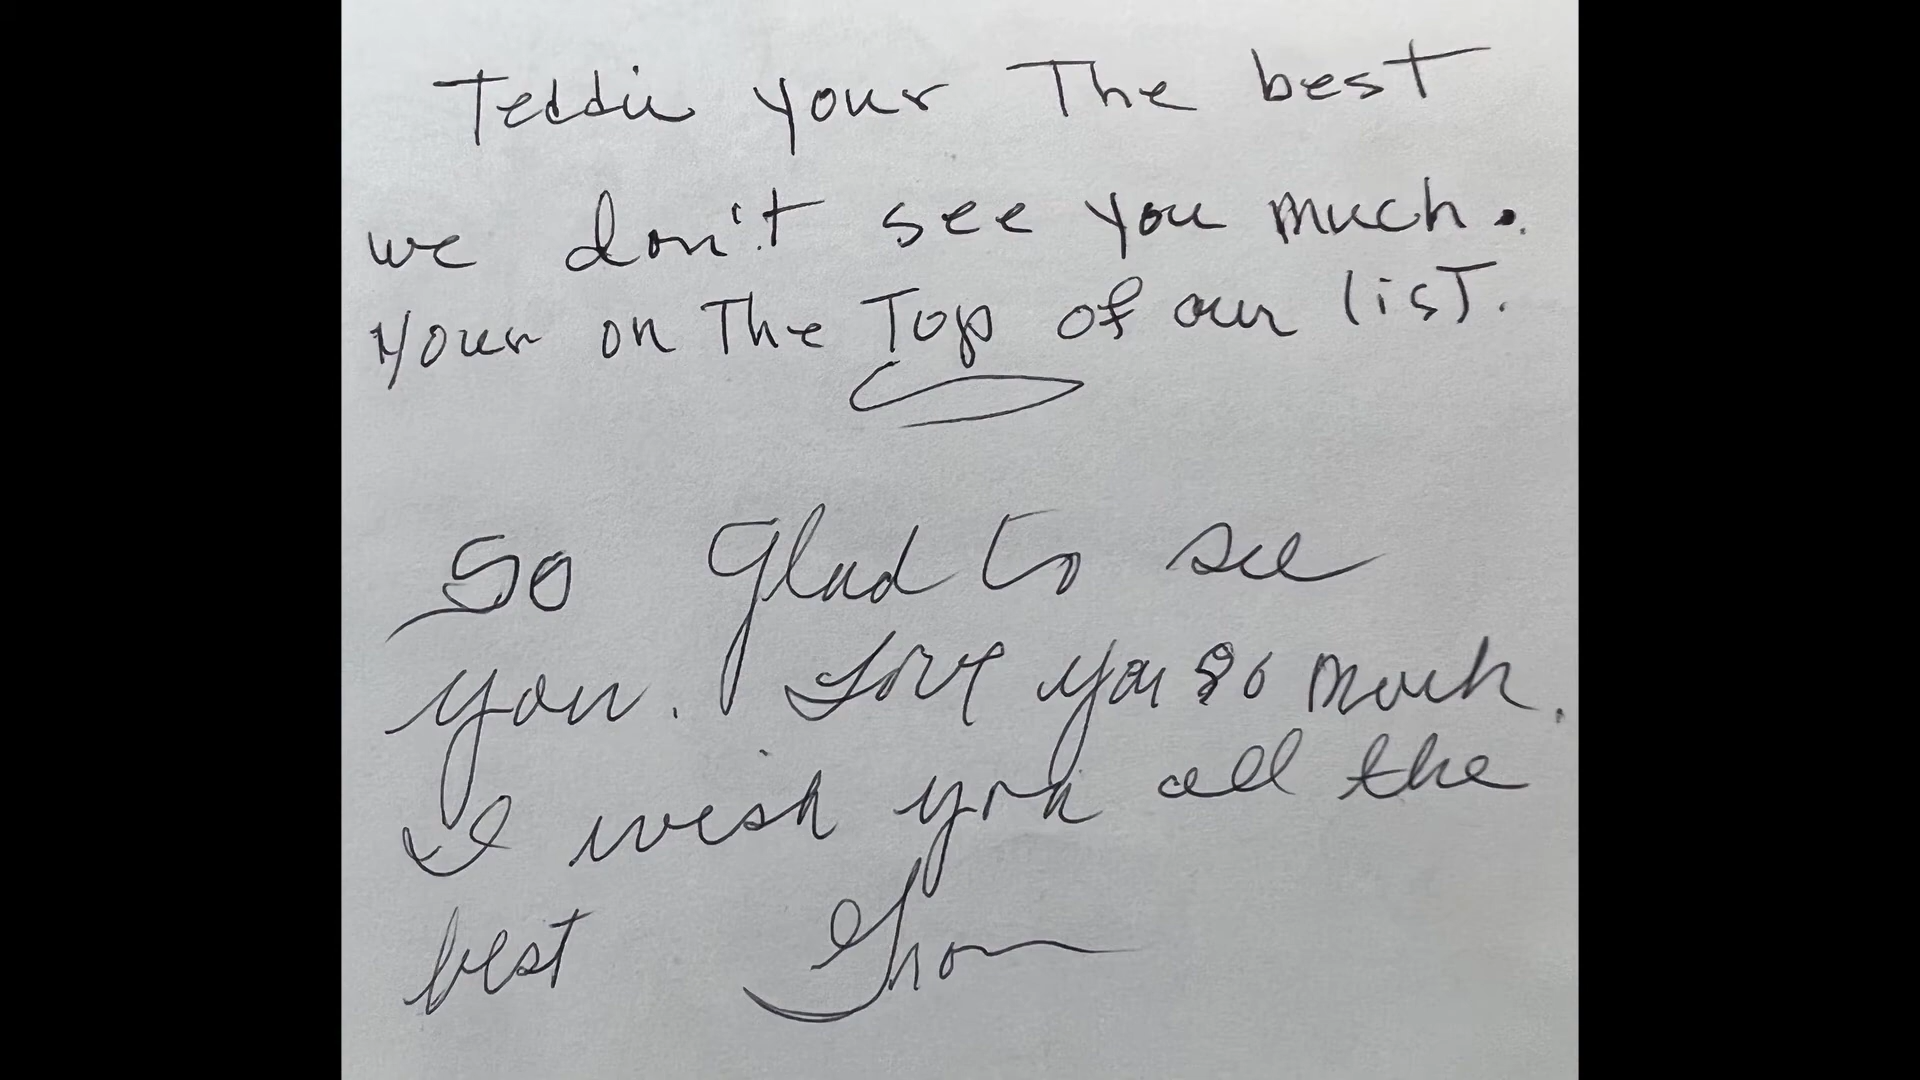 Teddie your The best
we don't see you much.
your on The Top of our list.
So glad to see
you. Love you so much.
I wish you all the
best